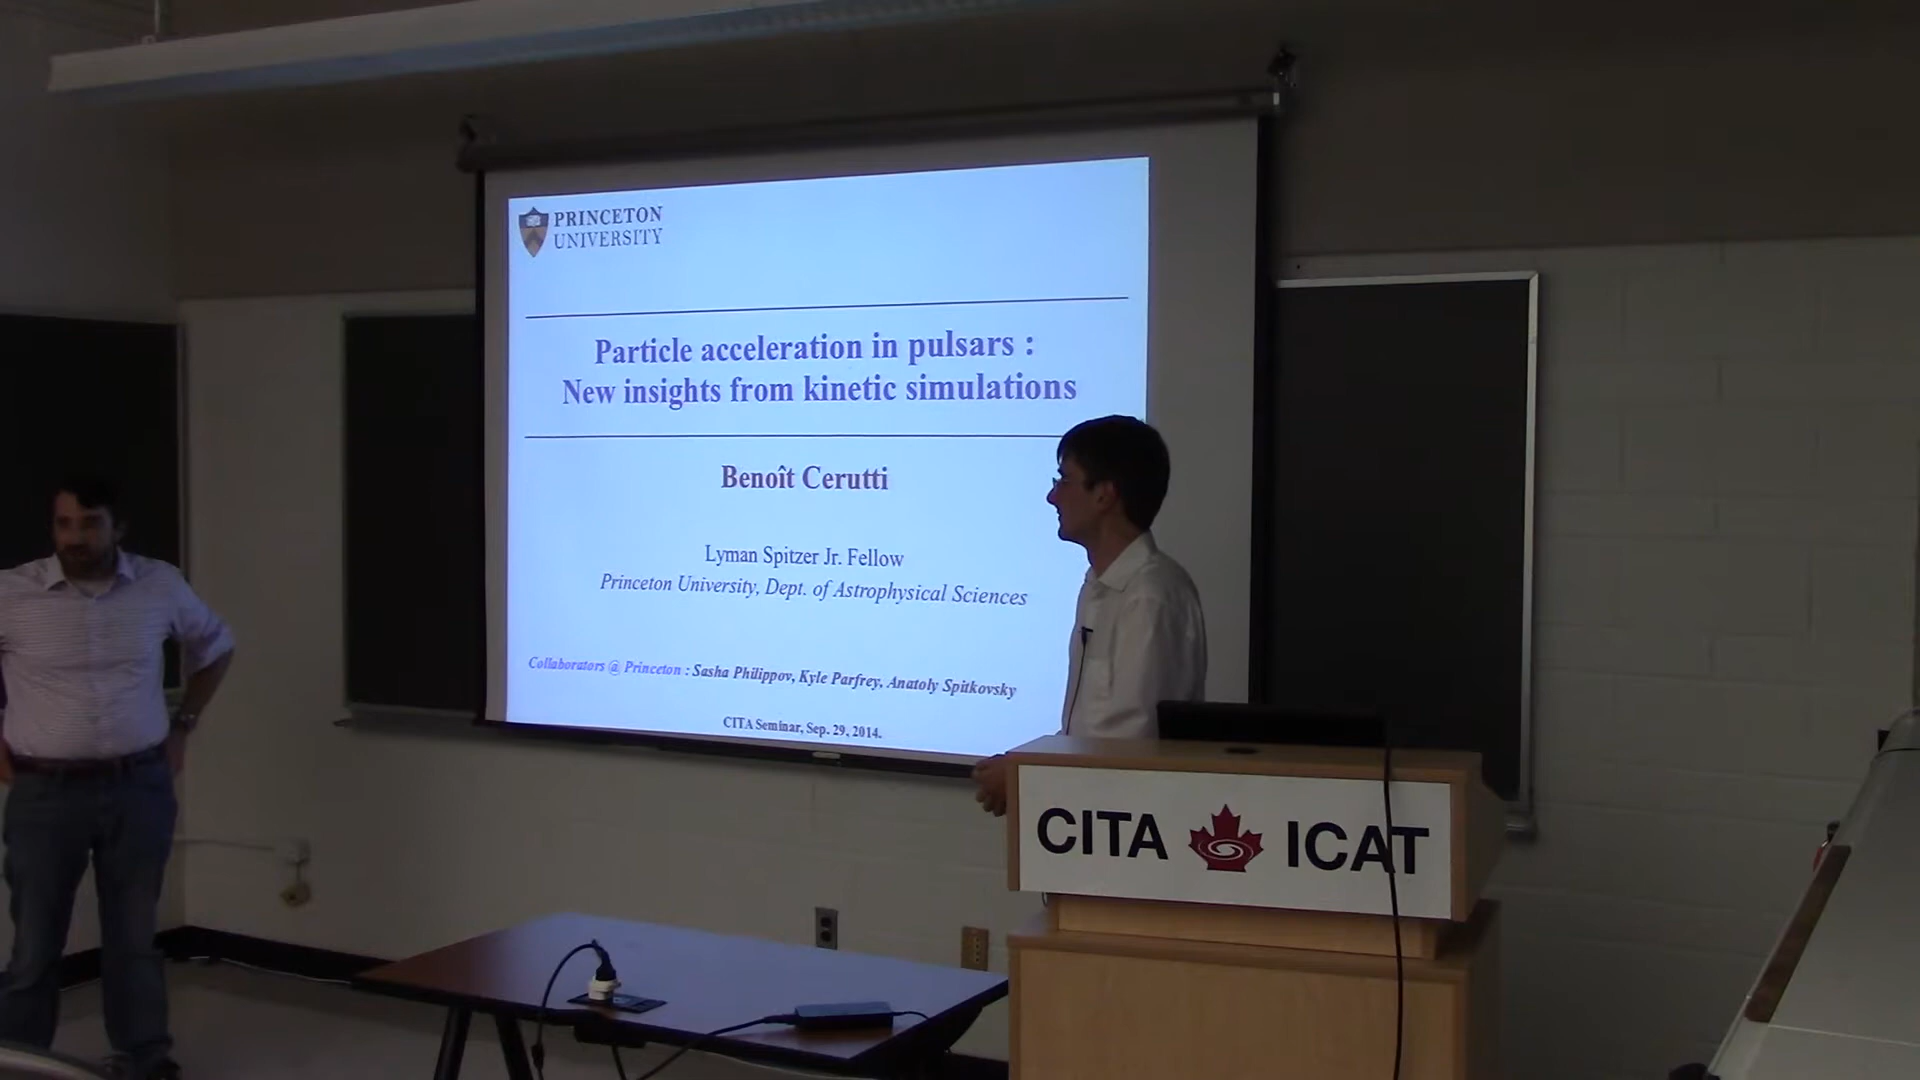 PRINCETON
UNIVERSITY
Particle acceleration in pulsars :
New insights from kinetic simulations
Benoît Cerutti
Lyman Spitzer Jr. Fellow
Princeton University, Dept. of Astrophysical Sciences
Collaborators @ Princeton : Sasha Philippov, Kyle Parfrey, Anatoly Spitkovsky
CITA Seminar, Sep. 29, 2014.
CITA ICAT